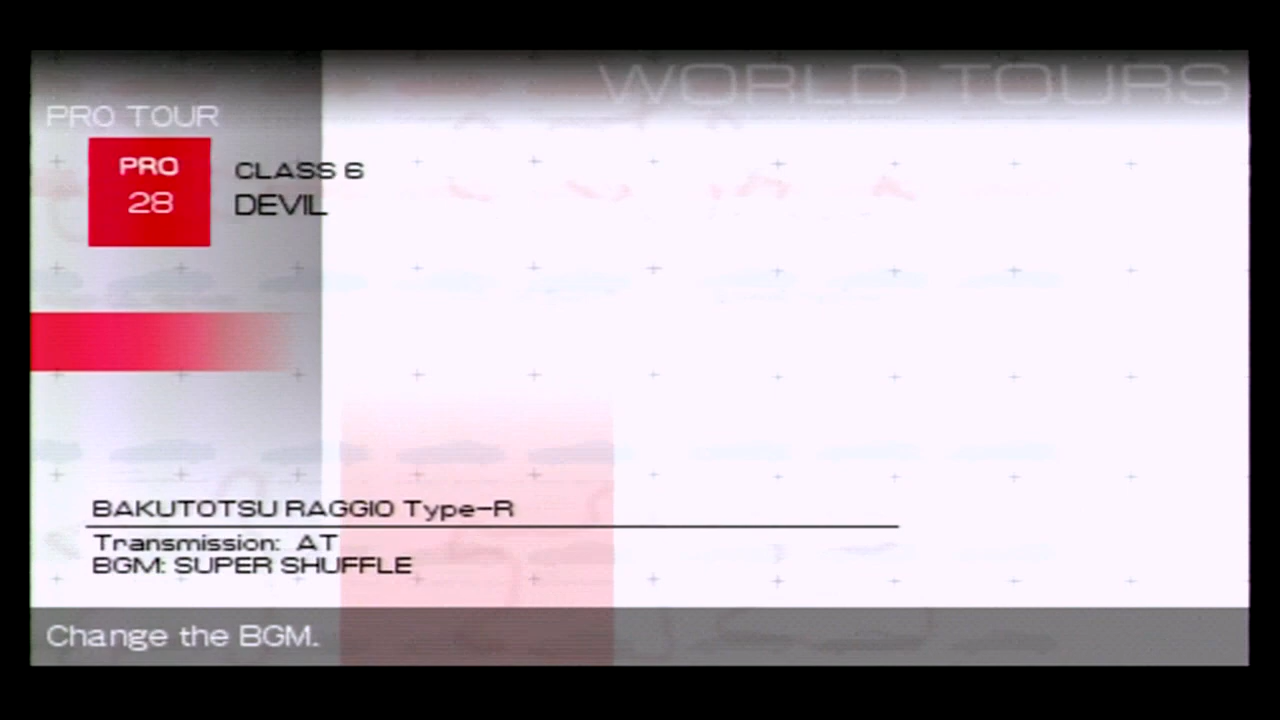 WORLD TOURS
PRO TOUR
PRO
28
CLASS 6
DEVIL
BAKUTOTSU RAGGIO Type-R
Transmission: AT
BGM: SUPER SHUFFLE
Change the BGM.